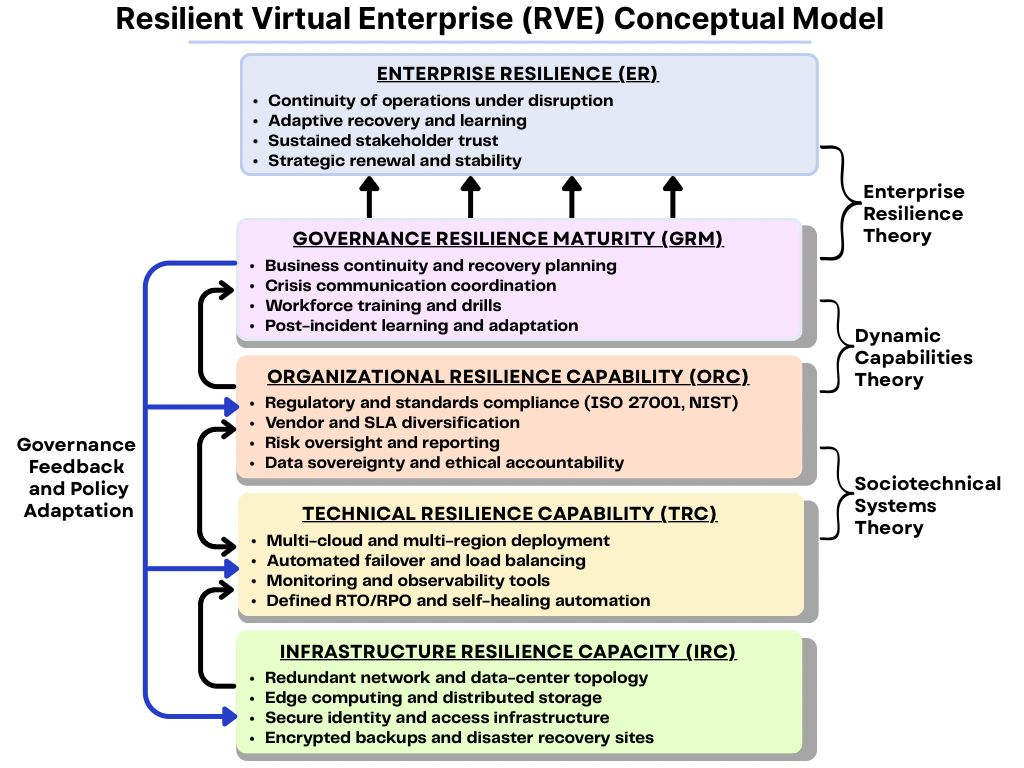 Resilient Virtual Enterprise (RVE) Conceptual Model
ENTERPRISE RESILIENCE (ER)
• Continuity of operations under disruption
• Adaptive recovery and learning
• Sustained stakeholder trust
• Strategic renewal and stability
Enterprise
Resilience
Theory
GOVERNANCE RESILIENCE MATURITY (GRM)
• Business continuity and recovery planning
• Crisis communication coordination
• Workforce training and drills
• Post-incident learning and adaptation
Dynamic
Capabilities
Theory
ORGANIZATIONAL RESILIENCE CAPABILITY (ORC)
• Regulatory and standards compliance (ISO 27001, NIST)
• Vendor and SLA diversification
• Risk oversight and reporting
• Data sovereignty and ethical accountability
Governance
Feedback
and Policy
Adaptation
Sociotechnical
Systems
Theory
TECHNICAL RESILIENCE CAPABILITY (TRC)
• Multi-cloud and multi-region deployment
• Automated failover and load balancing
• Monitoring and observability tools
• Defined RTO/RPO and self-healing automation
INFRASTRUCTURE RESILIENCE CAPACITY (IRC)
• Redundant network and data-center topology
• Edge computing and distributed storage
• Secure identity and access infrastructure
• Encrypted backups and disaster recovery sites